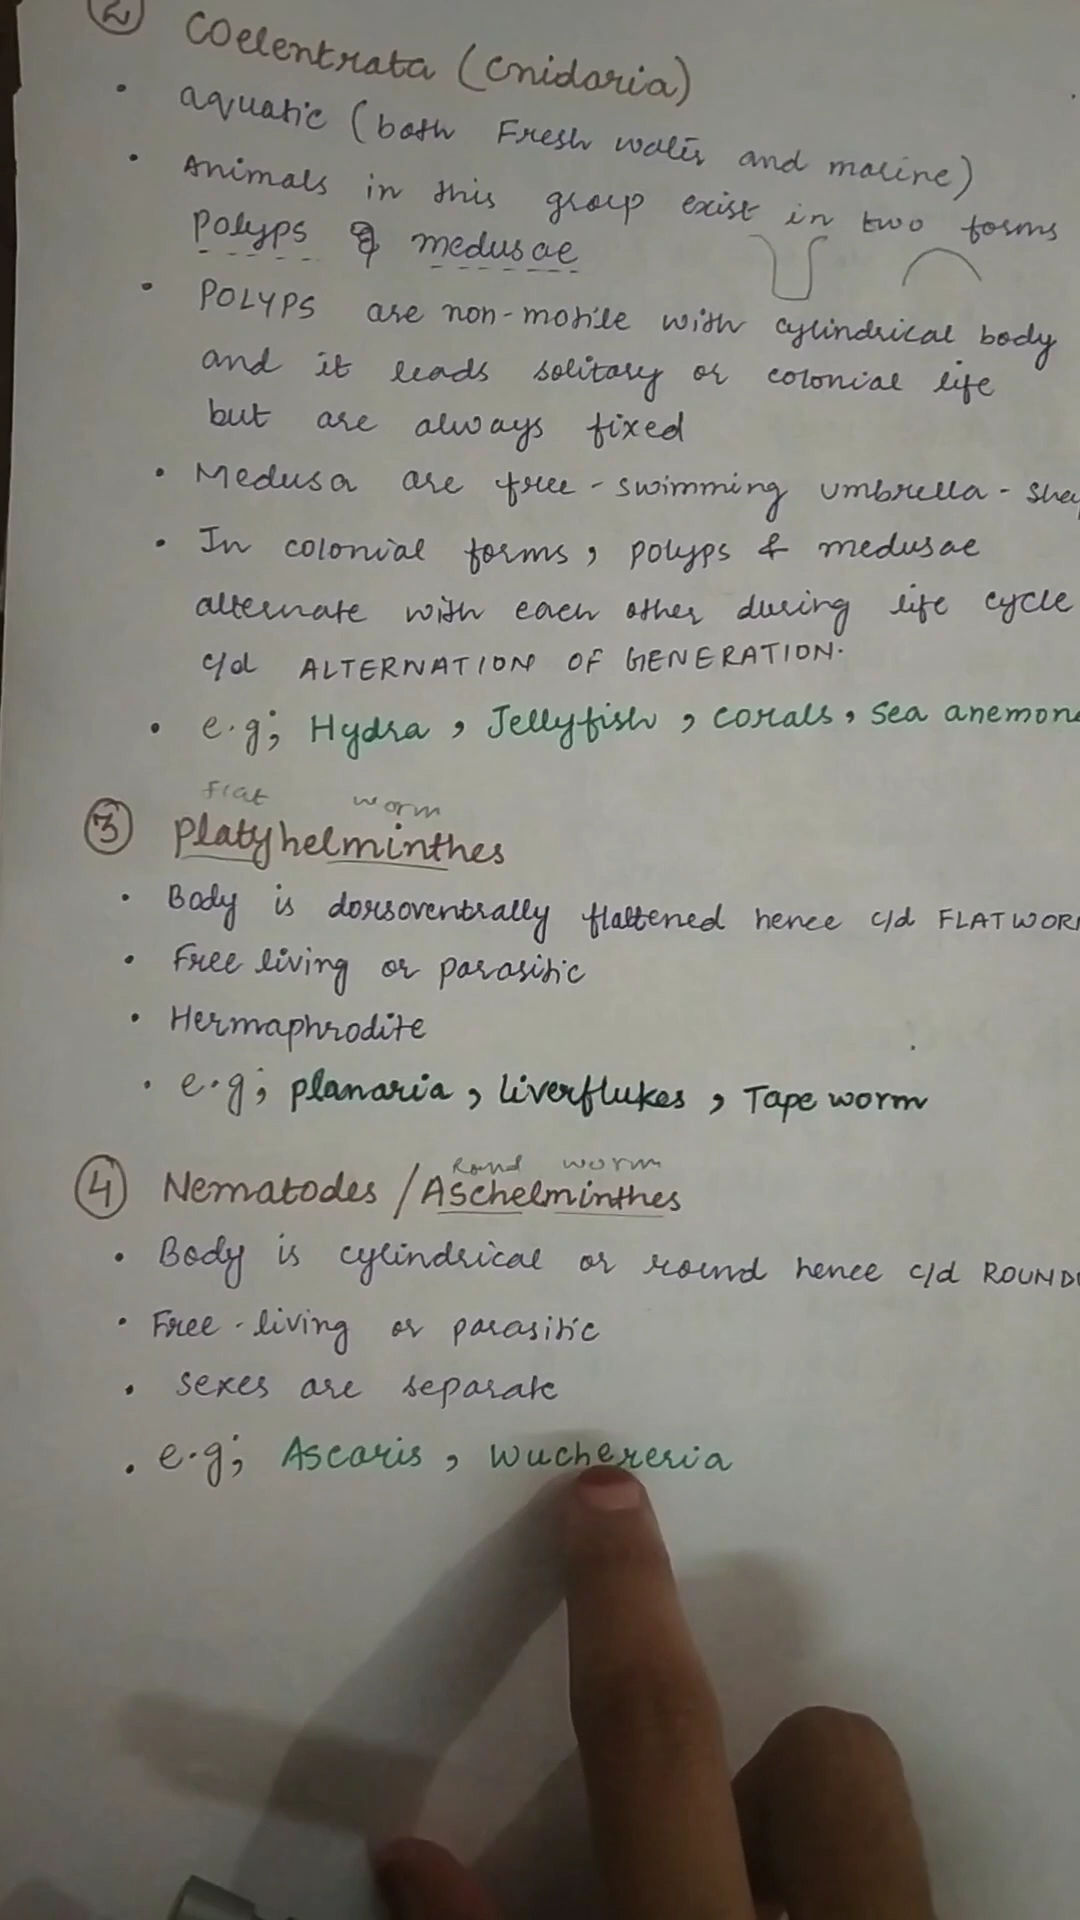 ② Coelentrata (Cnidaria)
• aquatic (both Fresh water and marine)
• Animals in this group exist in two forms
Polyps & medusae
• POLYPS are non-motile with cylindrical body
and it leads solitary or colonial life
but are always fixed
• Medusa are free-swimming umbrella-
• In colonial forms, polyps & medusae
alternate with each other during life cycle
c/d ALTERNATION OF GENERATION.
• e.g; Hydra, Jellyfish, corals, Sea anemon
flat worm
③ Platyhelminthes
• Body is dorsoventrally flattened hence c/d FLATWOR
• Free living or parasitic
• Hermaphrodite
• e.g; planaria, liverflukes, Tape worm
Rond worm
④ Nematodes / Aschelminthes
• Body is cylindrical or round hence c/d ROUND
• Free-living or parasitic
• sexes are separate
• e.g; Ascaris, Wuchereria